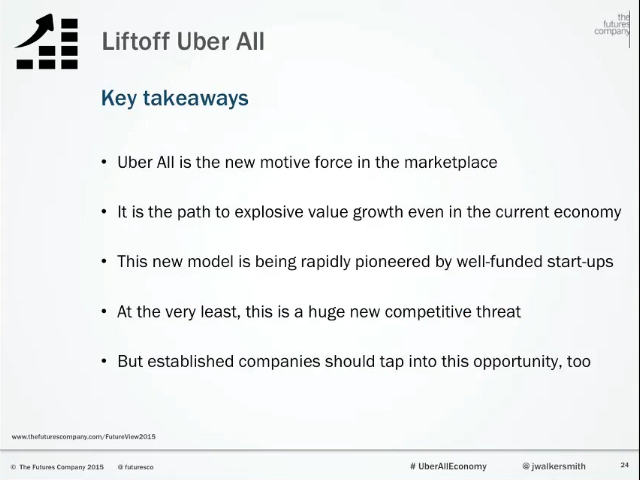 the
futures
company
Liftoff Uber All
Key takeaways
• Uber All is the new motive force in the marketplace
• It is the path to explosive value growth even in the current economy
• This new model is being rapidly pioneered by well-funded start-ups
• At the very least, this is a huge new competitive threat
• But established companies should tap into this opportunity, too
www.thefuturescompany.com/FutureView2015
© The Futures Company 2015 @futuresco # UberAllEconomy @jwalkersmith 24